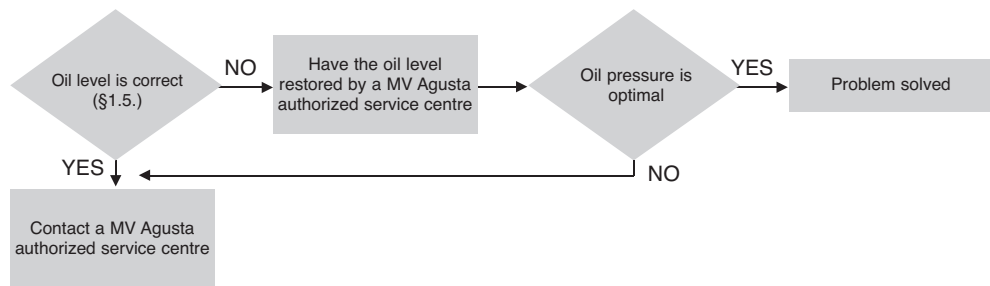 Oil level is correct
(§1.5.)
NO
Have the oil level
restored by a MV Agusta
authorized service centre
Oil pressure is
optimal
YES
Problem solved
YES
NO
Contact a MV Agusta
authorized service centre